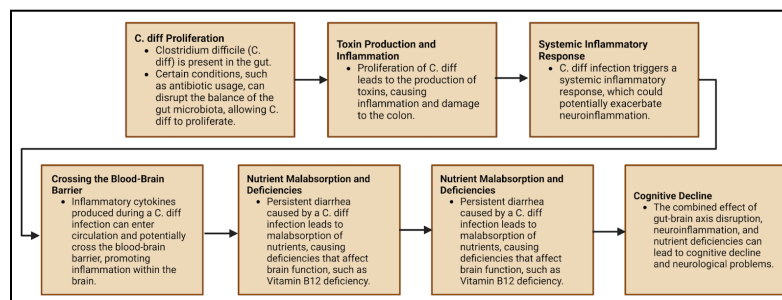 C. diff Proliferation
• Clostridium difficile (C.
diff) is present in the gut.
• Certain conditions, such
as antibiotic usage, can
disrupt the balance of the
gut microbiota, allowing C.
diff to proliferate.
Toxin Production and
Inflammation
• Proliferation of C. diff
leads to the production of
toxins, causing
inflammation and damage
to the colon.
Systemic Inflammatory
Response
• C. diff infection triggers a
systemic inflammatory
response, which could
potentially exacerbate
neuroinflammation.
Crossing the Blood-Brain
Barrier
• Inflammatory cytokines
produced during a C. diff
infection can enter
circulation and potentially
cross the blood-brain
barrier, promoting
inflammation within the
brain.
Nutrient Malabsorption and
Deficiencies
• Persistent diarrhea
caused by a C. diff
infection leads to
malabsorption of
nutrients, causing
deficiencies that affect
brain function, such as
Vitamin B12 deficiency.
Nutrient Malabsorption and
Deficiencies
• Persistent diarrhea
caused by a C. diff
infection leads to
malabsorption of
nutrients, causing
deficiencies that affect
brain function, such as
Vitamin B12 deficiency.
Cognitive Decline
• The combined effect of
gut-brain axis disruption,
neuroinflammation, and
nutrient deficiencies can
lead to cognitive decline
and neurological problems.